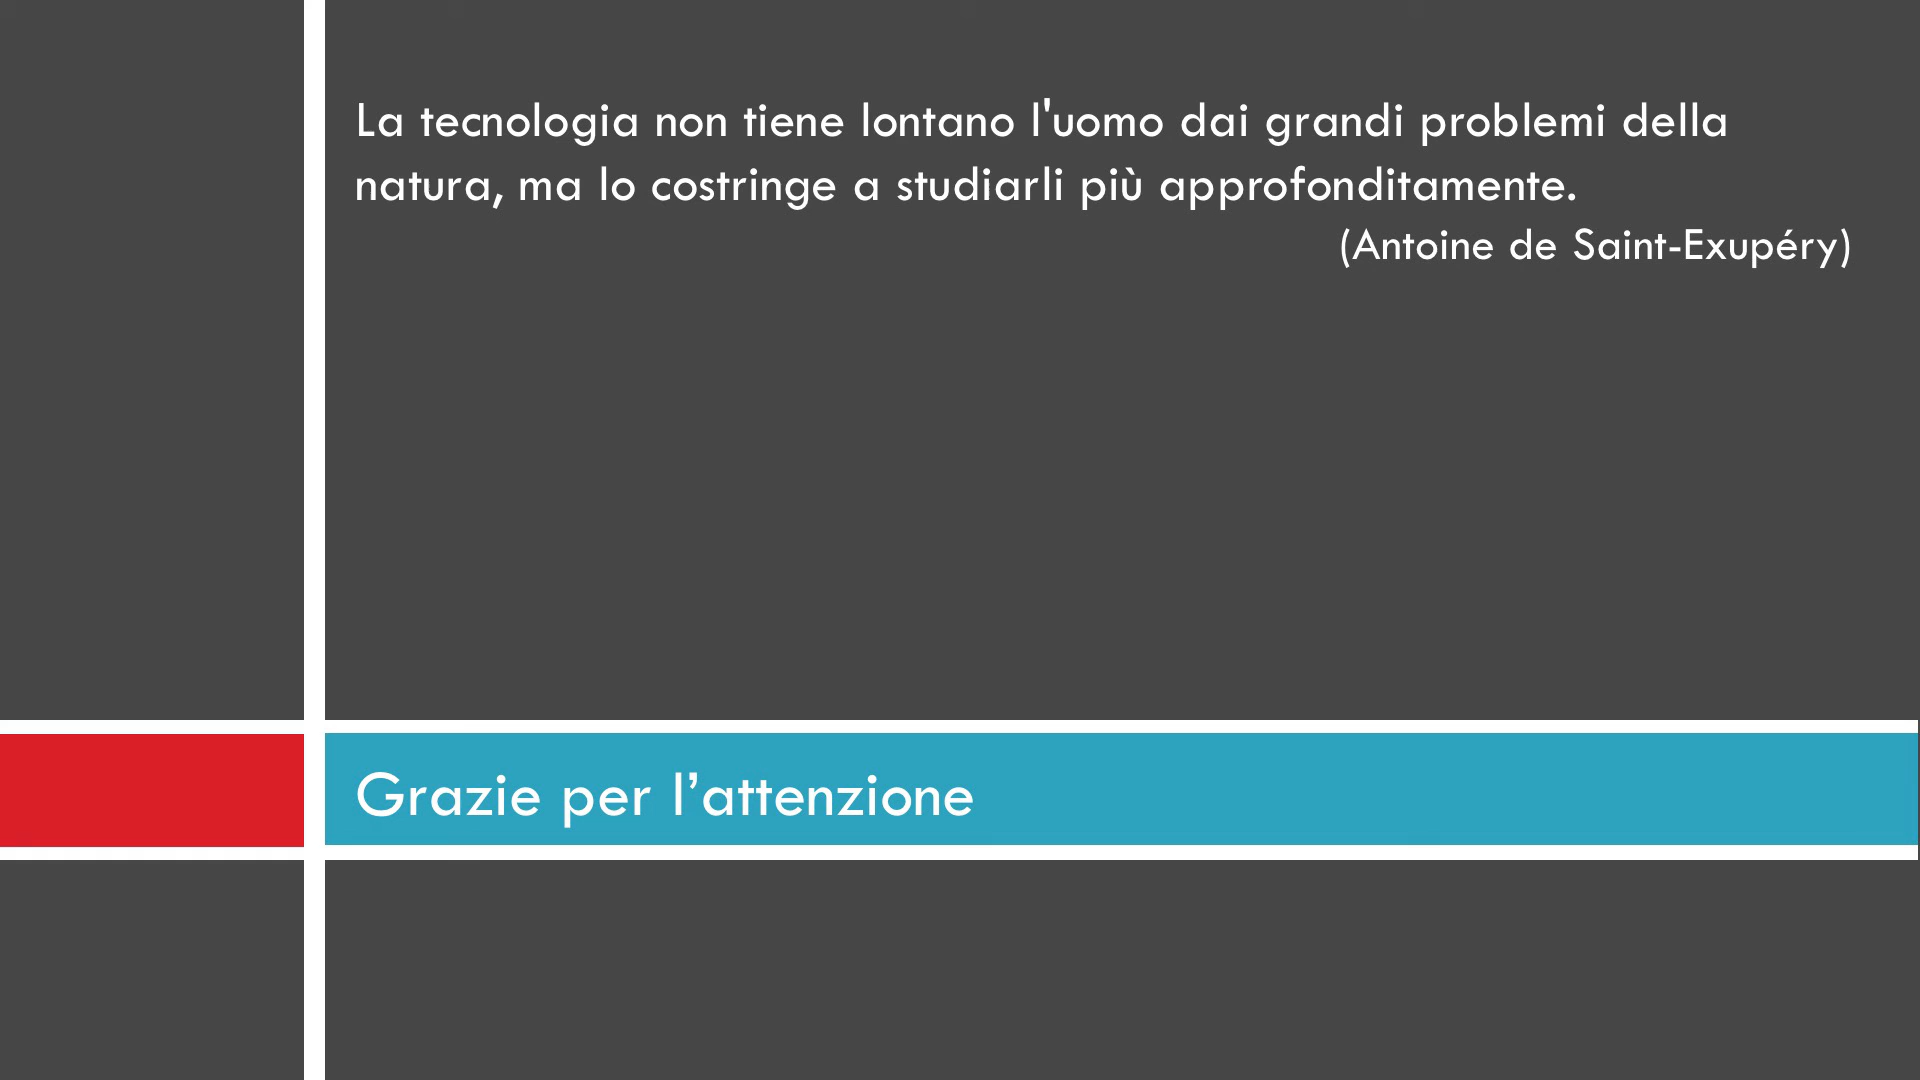 La tecnologia non tiene lontano l'uomo dai grandi problemi della
natura, ma lo costringe a studiarli più approfonditamente.
(Antoine de Saint-Exupéry)
Grazie per l’attenzione